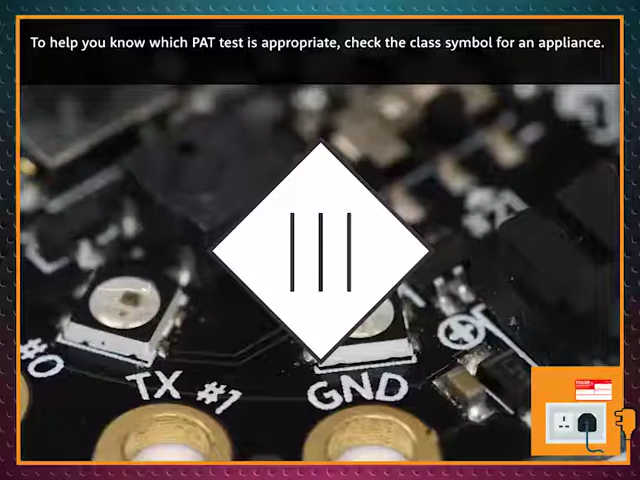 To help you know which PAT test is appropriate, check the class symbol for an appliance.
III
#0
TX #1
GND